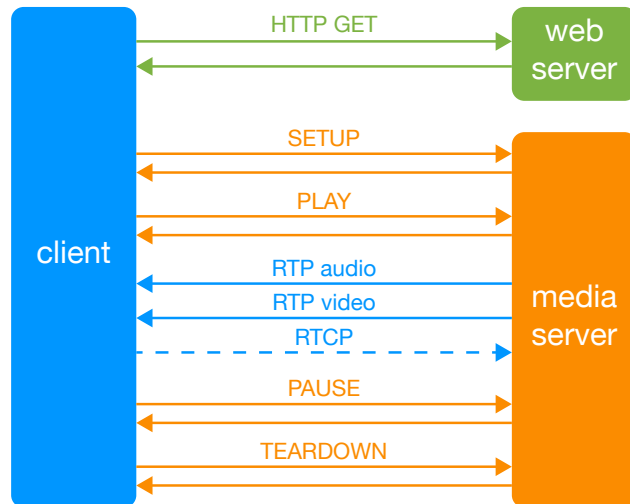 HTTP GET
web
server
SETUP
PLAY
client
RTP audio
RTP video
media
server
RTCP
PAUSE
TEARDOWN